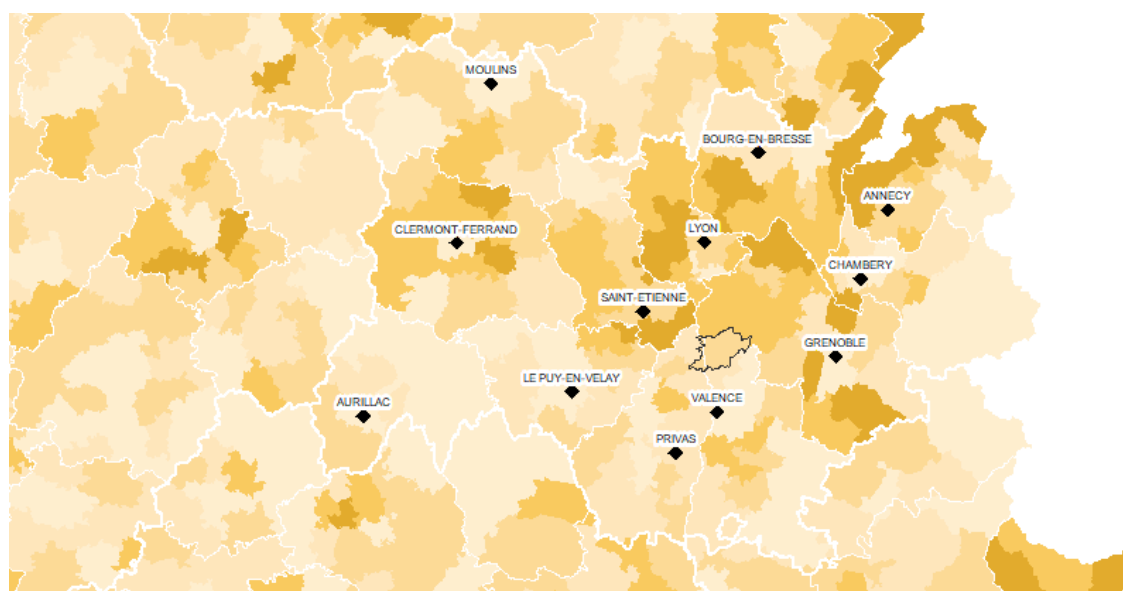 MOULINS
BOURG-EN-BRESSE
ANNECY
CLERMONT-FERRAND
LYON
CHAMBERY
SAINT-ETIENNE
GRENOBLE
LE PUY-EN-VELAY
AURILLAC
VALENCE
PRIVAS